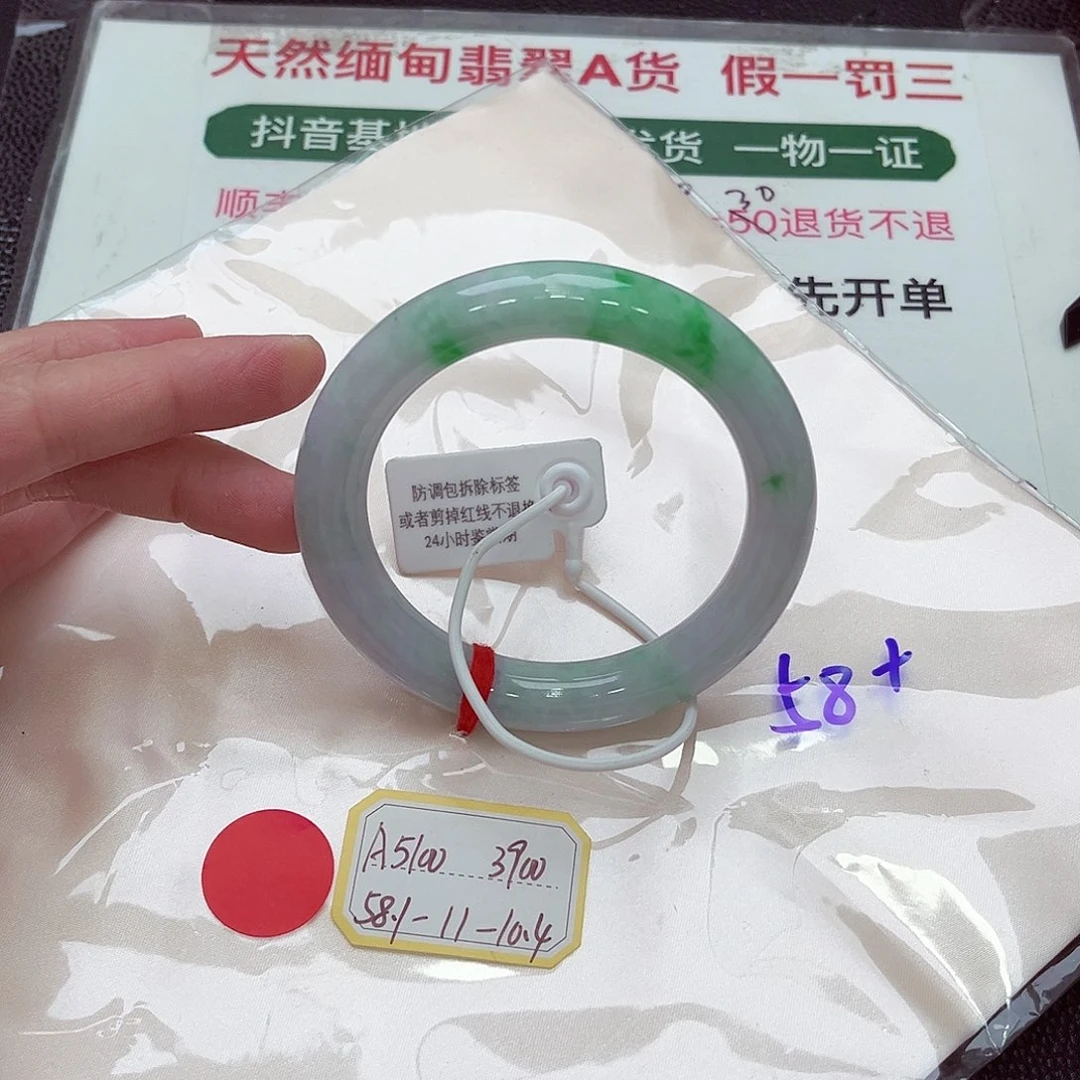 天然缅甸翡翠A货 假一罚三
抖音基 发货 一物一证
顺丰 30
50退货不退
先开单
防调包拆除标签
或者剪掉红线不退换
24小时鉴
58+
A5100 3900
58.1-11-10.4